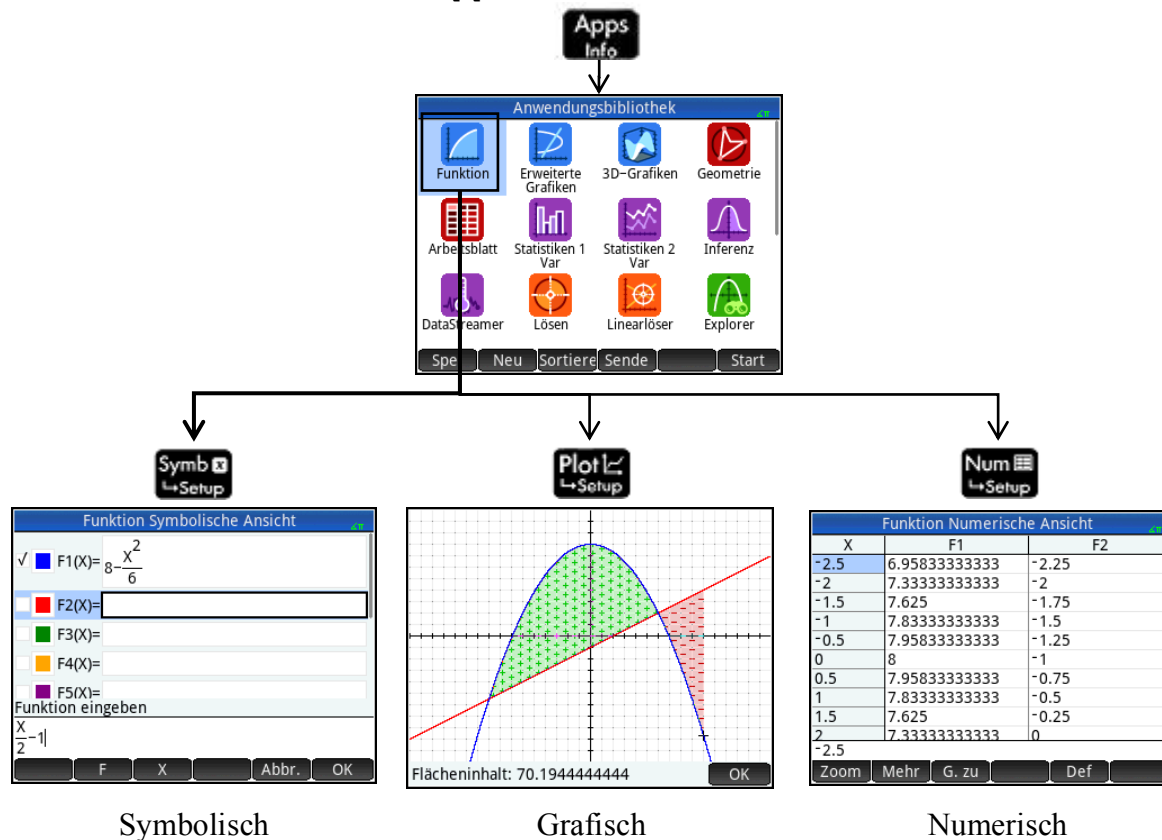 Apps
Info
Anwendungsbibliothek
Funktion
Erweiterte
Grafiken
3D-Grafiken
Geometrie
Arbeitsblatt
Statistiken 1
Var
Statistiken 2
Var
Inferenz
DataStreamer
Lösen
Linearlöser
Explorer
Spe Neu Sortiere Sende Start
Symb
↳Setup
Plot
↳Setup
Num
↳Setup
Funktion Symbolische Ansicht
√ F1(X)= 8-X²/6
F2(X)=
F3(X)=
F4(X)=
F5(X)=
Funktion eingeben
X/2-1
F X Abbr. OK
Flächeninhalt: 70.1944444444 OK
Funktion Numerische Ansicht
X F1 F2
-2.5 6.95833333333 -2.25
-2 7.33333333333 -2
-1.5 7.625 -1.75
-1 7.83333333333 -1.5
-0.5 7.95833333333 -1.25
0 8 -1
0.5 7.95833333333 -0.75
1 7.83333333333 -0.5
1.5 7.625 -0.25
2 7.33333333333 0
-2.5
Zoom Mehr G. zu Def
Symbolisch
Grafisch
Numerisch